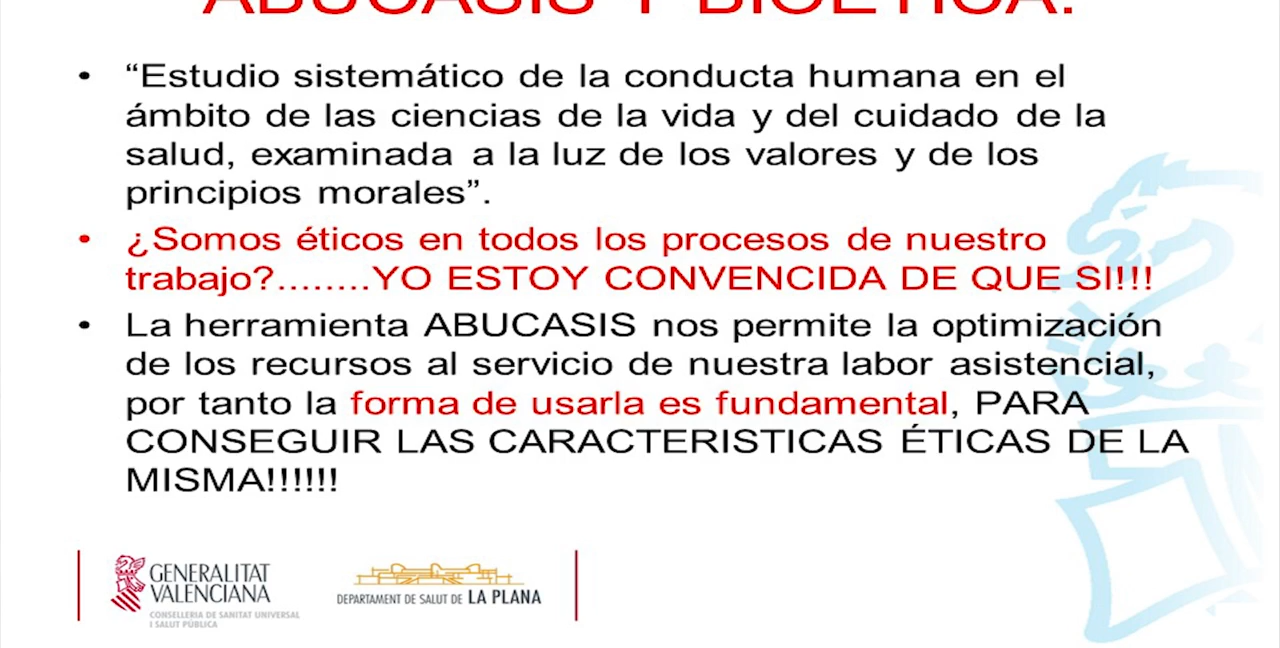 ABUCASIS Y BIOÉTICA.
• “Estudio sistemático de la conducta humana en el
ámbito de las ciencias de la vida y del cuidado de la
salud, examinada a la luz de los valores y de los
principios morales”.
• ¿Somos éticos en todos los procesos de nuestro
trabajo?........YO ESTOY CONVENCIDA DE QUE SI!!!
• La herramienta ABUCASIS nos permite la optimización
de los recursos al servicio de nuestra labor asistencial,
por tanto la forma de usarla es fundamental, PARA
CONSEGUIR LAS CARACTERISTICAS ÉTICAS DE LA
MISMA!!!!!!
GENERALITAT
VALENCIANA
CONSELLERIA DE SANITAT UNIVERSAL
I SALUT PÚBLICA
DEPARTAMENT DE SALUT DE LA PLANA